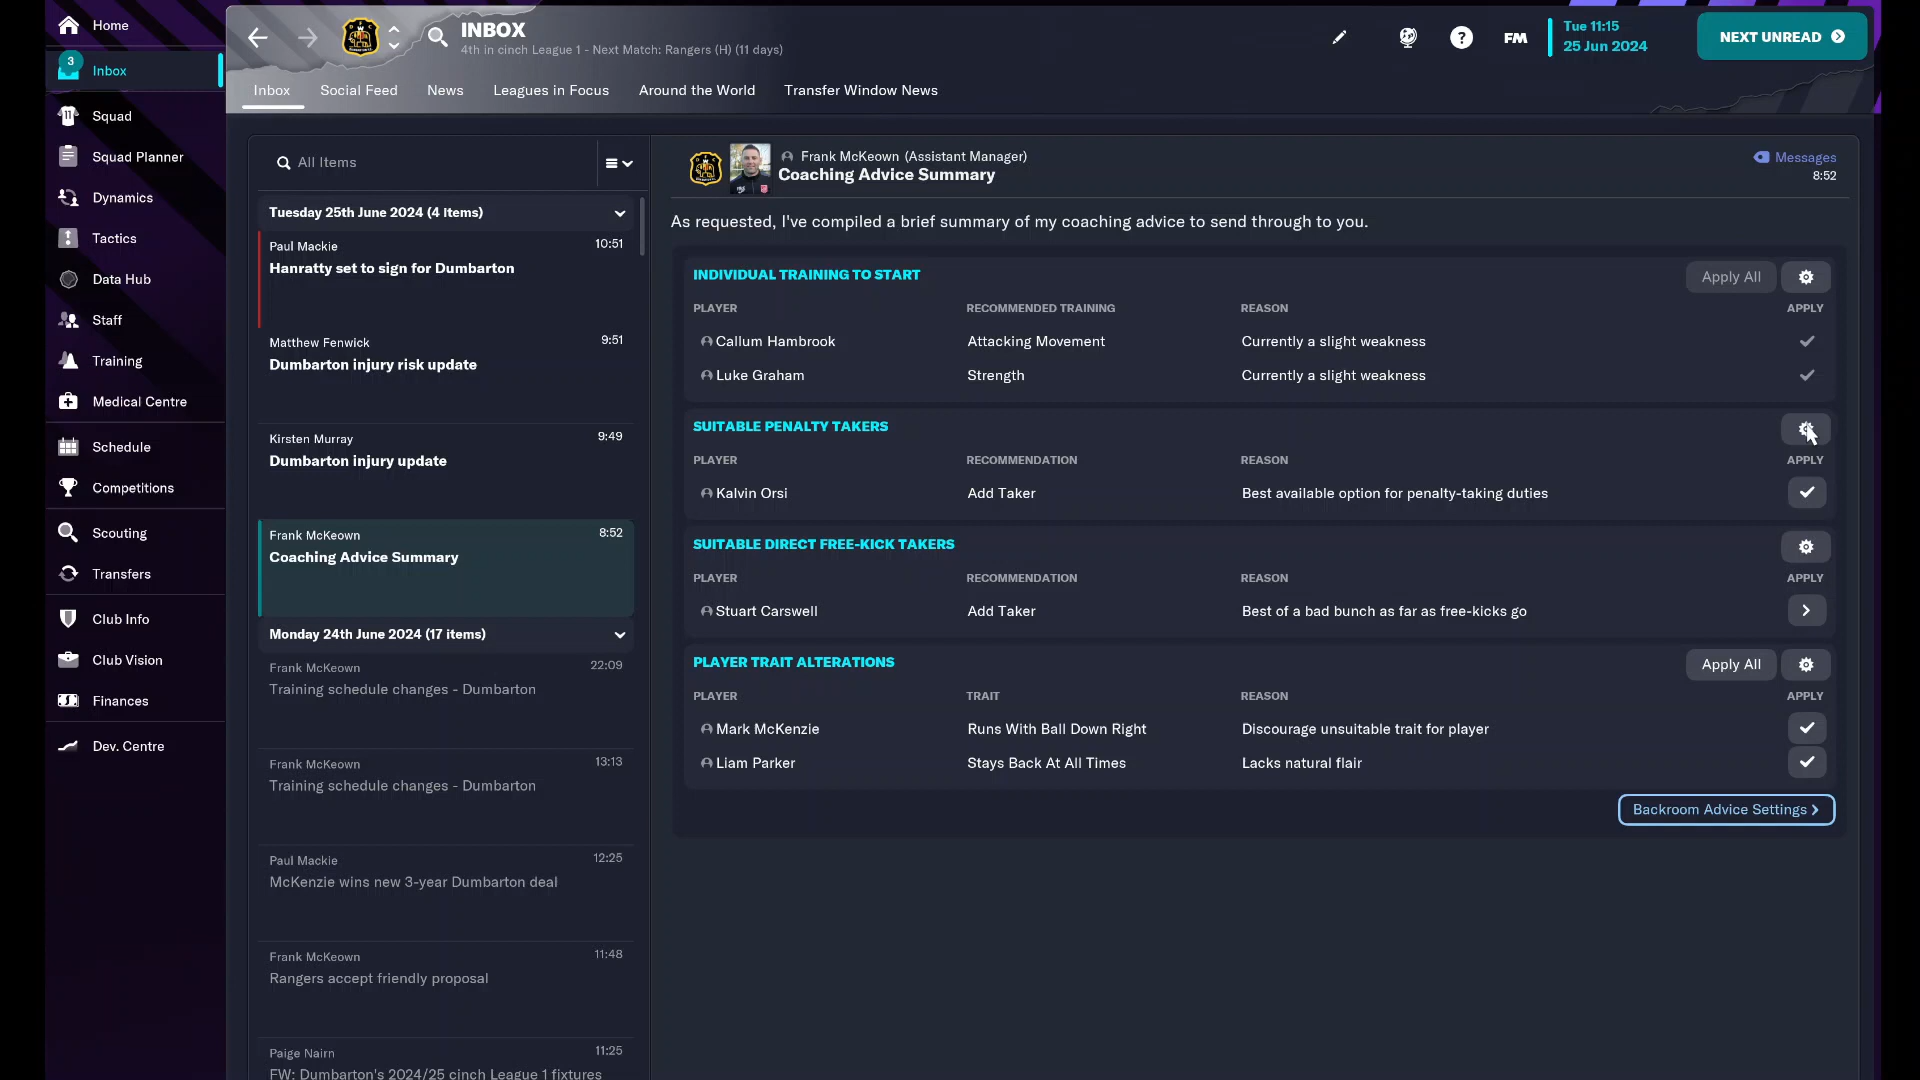 Home
3
Inbox
Squad
Squad Planner
Dynamics
Tactics
Data Hub
Staff
Training
Medical Centre
Schedule
Competitions
Scouting
Transfers
Club Info
Club Vision
Finances
Dev. Centre
INBOX
4th in cinch League 1 - Next Match: Rangers (H) (11 days)
FM
Tue 11:15
25 Jun 2024
NEXT UNREAD
Inbox Social Feed News Leagues in Focus Around the World Transfer Window News
All Items
Tuesday 25th June 2024 (4 items)
Paul Mackie 10:51
Hanratty set to sign for Dumbarton
Matthew Fenwick 9:51
Dumbarton injury risk update
Kirsten Murray 9:49
Dumbarton injury update
Frank McKeown 8:52
Coaching Advice Summary
Monday 24th June 2024 (17 items)
Frank McKeown 22:09
Training schedule changes - Dumbarton
Frank McKeown 13:13
Training schedule changes - Dumbarton
Paul Mackie 12:25
McKenzie wins new 3-year Dumbarton deal
Frank McKeown 11:48
Rangers accept friendly proposal
Paige Nairn 11:25
FW: Dumbarton's 2024/25 cinch League 1 fixtures
Frank McKeown (Assistant Manager)
Coaching Advice Summary
Messages
8:52
As requested, I've compiled a brief summary of my coaching advice to send through to you.
INDIVIDUAL TRAINING TO START Apply All
PLAYER RECOMMENDED TRAINING REASON APPLY
Callum Hambrook Attacking Movement Currently a slight weakness
Luke Graham Strength Currently a slight weakness
SUITABLE PENALTY TAKERS
PLAYER RECOMMENDATION REASON APPLY
Kalvin Orsi Add Taker Best available option for penalty-taking duties
SUITABLE DIRECT FREE-KICK TAKERS
PLAYER RECOMMENDATION REASON APPLY
Stuart Carswell Add Taker Best of a bad bunch as far as free-kicks go
PLAYER TRAIT ALTERATIONS Apply All
PLAYER TRAIT REASON APPLY
Mark McKenzie Runs With Ball Down Right Discourage unsuitable trait for player
Liam Parker Stays Back At All Times Lacks natural flair
Backroom Advice Settings